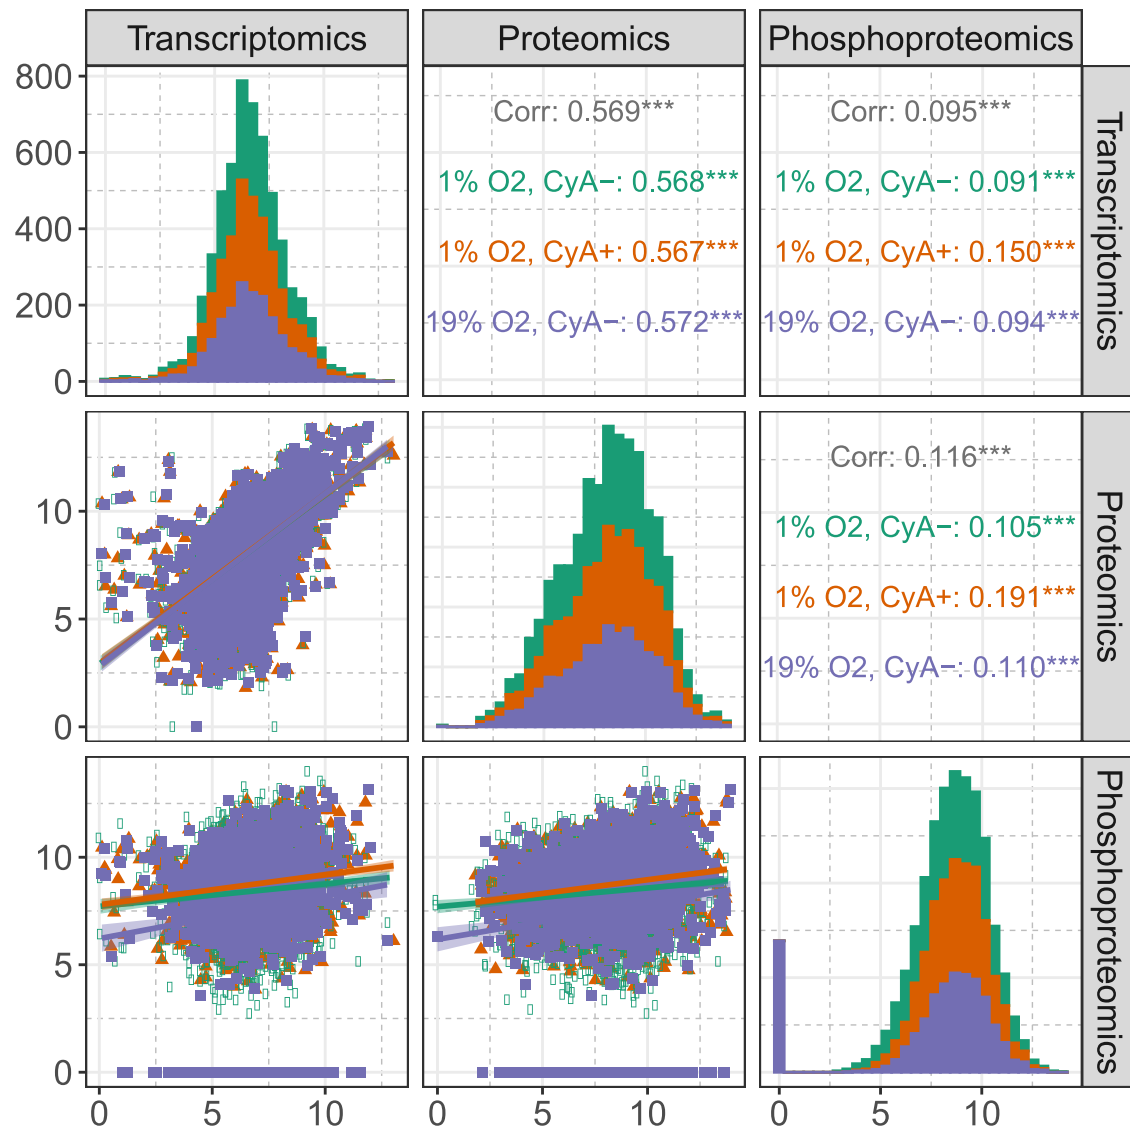 Transcriptomics
Proteomics
Phosphoproteomics
800
600
400
200
0
Corr: 0.569***
1% O2, CyA−: 0.568***
1% O2, CyA+: 0.567***
19% O2, CyA−: 0.572***
Corr: 0.095***
1% O2, CyA−: 0.091***
1% O2, CyA+: 0.150***
19% O2, CyA−: 0.094***
Transcriptomics
10
5
0
Corr: 0.116***
1% O2, CyA−: 0.105***
1% O2, CyA+: 0.191***
19% O2, CyA−: 0.110***
Proteomics
10
5
0
Phosphoproteomics
0 5 10
0 5 10
0 5 10